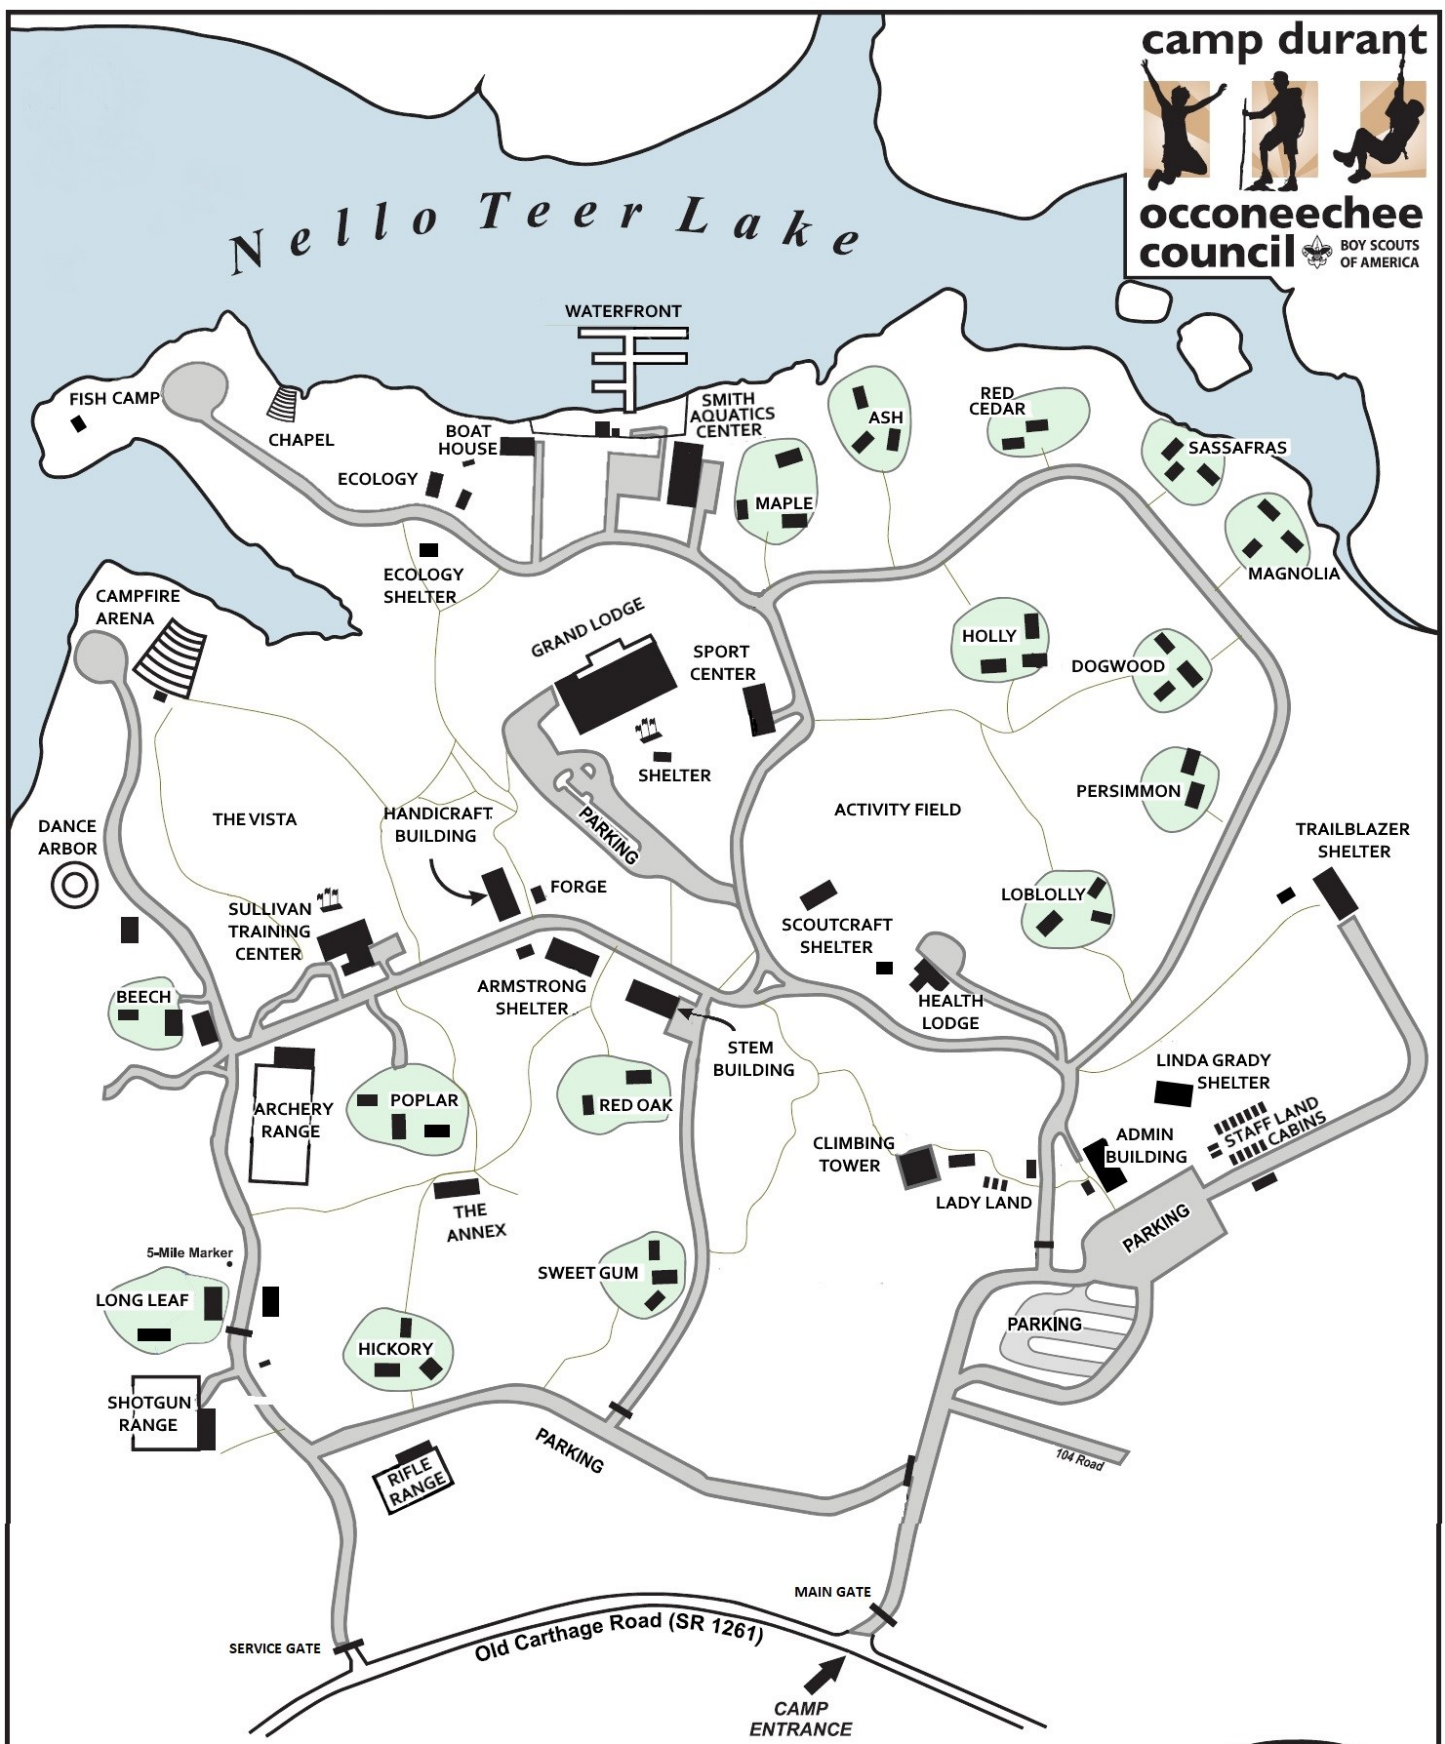 camp durant
occoneechee
council
BOY SCOUTS
OF AMERICA
Nello Teer Lake
WATERFRONT
FISH CAMP
CHAPEL
BOAT
HOUSE
SMITH
AQUATICS
CENTER
ECOLOGY
ASH
RED
CEDAR
SASSAFRAS
MAPLE
MAGNOLIA
ECOLOGY
SHELTER
CAMPFIRE
ARENA
GRAND LODGE
SPORT
CENTER
HOLLY
DOGWOOD
SHELTER
PERSIMMON
THE VISTA
HANDICRAFT
BUILDING
PARKING
ACTIVITY FIELD
DANCE
ARBOR
TRAILBLAZER
SHELTER
FORGE
LOBLOLLY
SULLIVAN
TRAINING
CENTER
SCOUTCRAFT
SHELTER
ARMSTRONG
SHELTER
BEECH
HEALTH
LODGE
STEM
BUILDING
LINDA GRADY
SHELTER
ARCHERY
RANGE
POPLAR
RED OAK
STAFF LAND
CABINS
CLIMBING
TOWER
ADMIN
BUILDING
LADY LAND
THE
ANNEX
PARKING
5-Mile Marker
SWEET GUM
LONG LEAF
PARKING
HICKORY
SHOTGUN
RANGE
PARKING
RIFLE
RANGE
104 Road
MAIN GATE
Old Carthage Road (SR 1261)
SERVICE GATE
CAMP
ENTRANCE